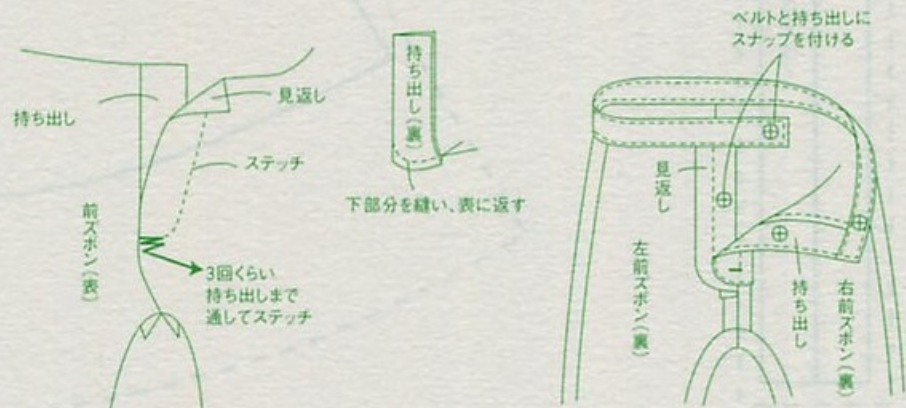 持ち出し
見返し
ステッチ
前ズボン(表)
3回くらい
持ち出しまで
通してステッチ
持ち出し(裏)
下部分を縫い、表に返す
ベルトと持ち出しに
スナップを付ける
見返し
左前ズボン(裏)
持ち出し
右前ズボン(裏)